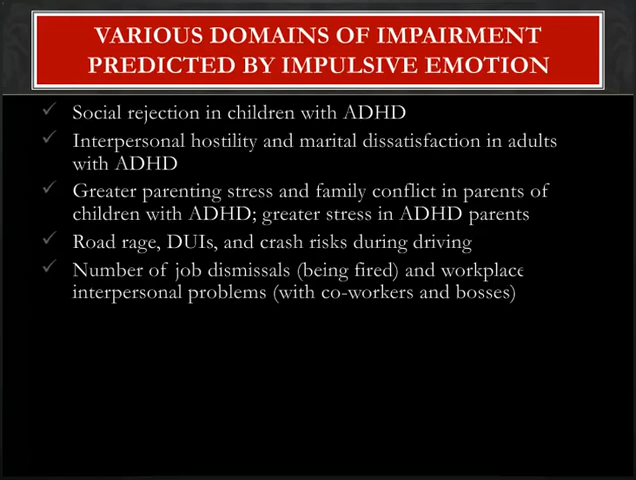 VARIOUS DOMAINS OF IMPAIRMENT
PREDICTED BY IMPULSIVE EMOTION
Social rejection in children with ADHD
Interpersonal hostility and marital dissatisfaction in adults
with ADHD
Greater parenting stress and family conflict in parents of
children with ADHD; greater stress in ADHD parents
Road rage, DUIs, and crash risks during driving
Number of job dismissals (being fired) and workplace
interpersonal problems (with co-workers and bosses)